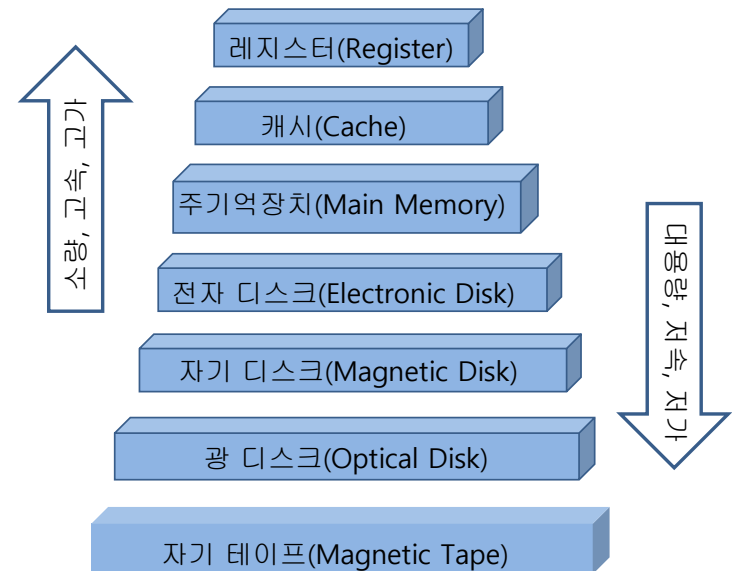 레지스터(Register)
캐시(Cache)
주기억장치(Main Memory)
전자 디스크(Electronic Disk)
자기 디스크(Magnetic Disk)
광 디스크(Optical Disk)
자기 테이프(Magnetic Tape)
소량, 고속, 고가
대용량, 저속, 저가